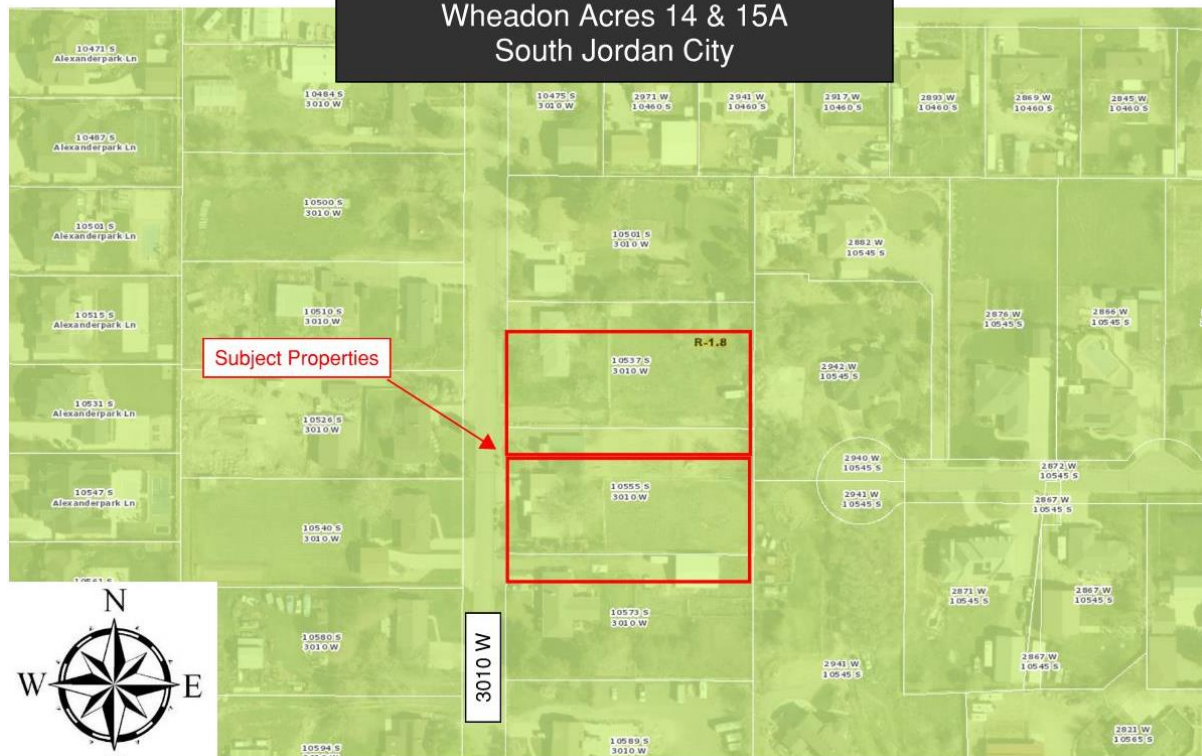 Wheadon Acres 14 & 15A
South Jordan City
10471 S
Alexanderpark Ln
10484 S
3010 W
10475 S
3010 W
2971 W
10460 S
2941 W
10460 S
2917 W
10460 S
2893 W
10460 S
2869 W
10460 S
2845 W
10460 S
10487 S
Alexanderpark Ln
10500 S
3010 W
10501 S
Alexanderpark Ln
10501 S
3010 W
2882 W
10545 S
10515 S
Alexanderpark Ln
10510 S
3010 W
2876 W
10545 S
2866 W
10545 S
R-1.8
Subject Properties
10537 S
3010 W
2942 W
10545 S
10531 S
Alexanderpark Ln
10526 S
3010 W
2940 W
10545 S
2872 W
10545 S
10547 S
Alexanderpark Ln
10555 S
3010 W
2941 W
10545 S
2867 W
10545 S
10540 S
3010 W
10561 S
N
W
E
10580 S
3010 W
3010 W
10573 S
3010 W
2871 W
10545 S
2867 W
10545 S
2941 W
10545 S
2867 W
10545 S
10594 S
10589 S
3010 W
2821 W
10565 S